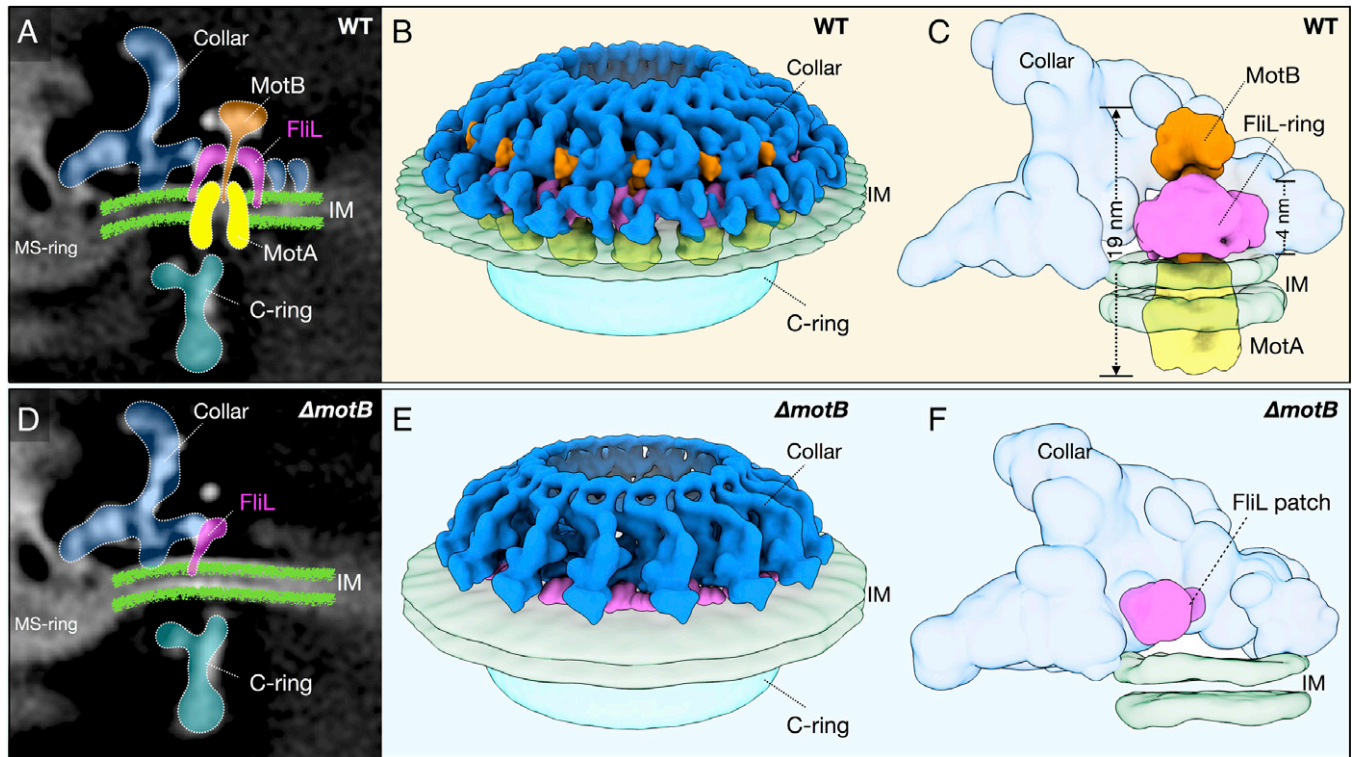 A
WT
Collar
MotB
FliL
IM
MS-ring
MotA
C-ring
B
WT
Collar
IM
C-ring
C
WT
Collar
MotB
FliL-ring
19 nm
4 nm
IM
MotA
D
ΔmotB
Collar
FliL
IM
MS-ring
C-ring
E
ΔmotB
Collar
IM
C-ring
F
ΔmotB
Collar
FliL patch
IM